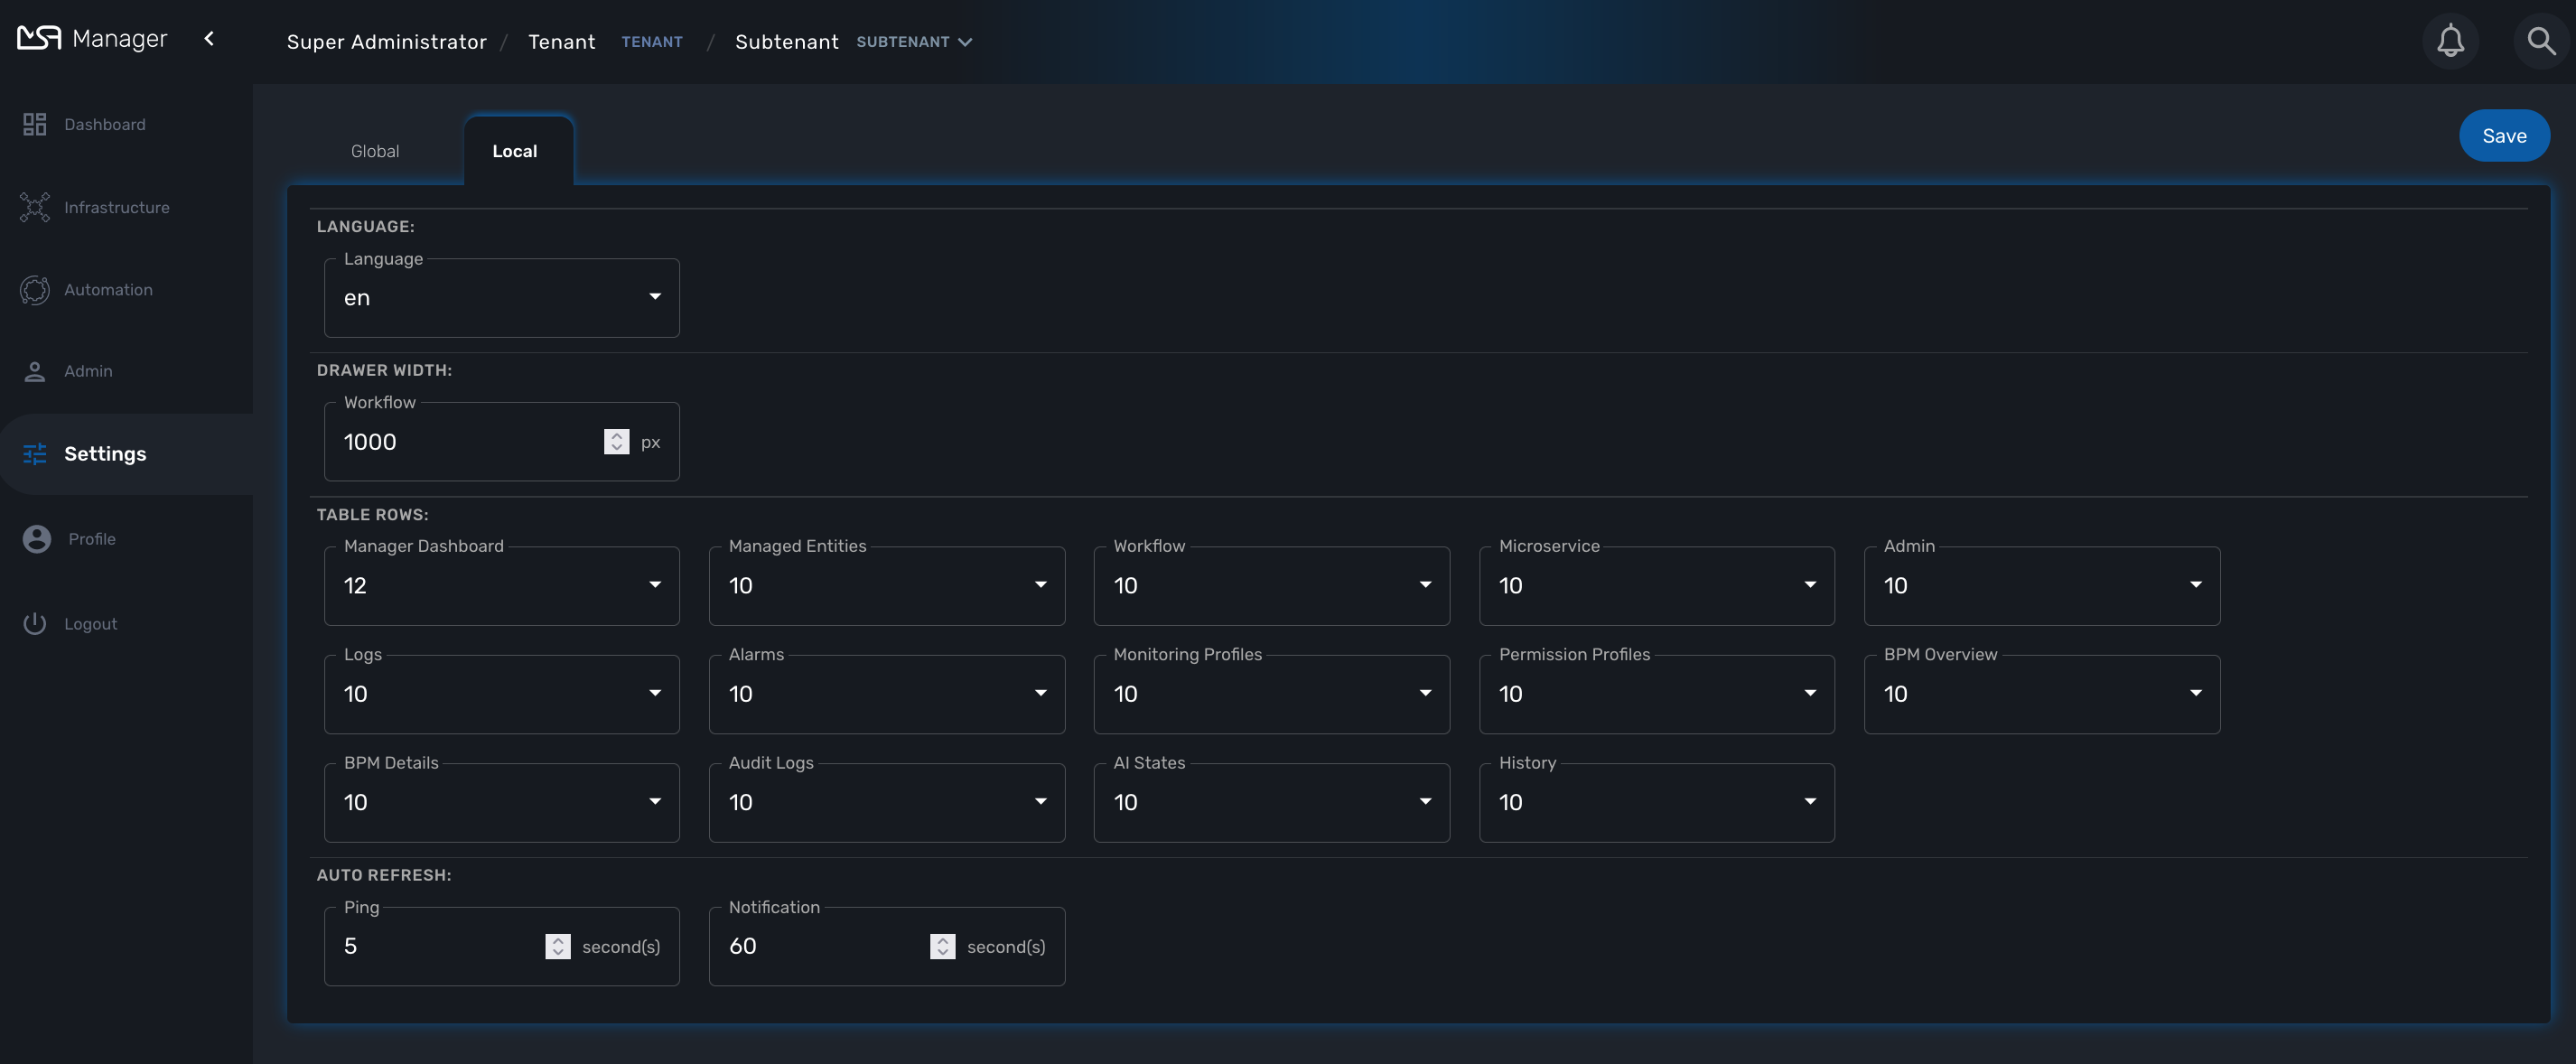 MSA Manager
Super Administrator / Tenant TENANT / Subtenant SUBTENANT
Dashboard
Infrastructure
Automation
Admin
Settings
Profile
Logout
Global
Local
Save
LANGUAGE:
Language
en
DRAWER WIDTH:
Workflow
1000 px
TABLE ROWS:
Manager Dashboard Managed Entities Workflow Microservice Admin
12 10 10 10 10
Logs Alarms Monitoring Profiles Permission Profiles BPM Overview
10 10 10 10 10
BPM Details Audit Logs AI States History
10 10 10 10
AUTO REFRESH:
Ping Notification
5 second(s) 60 second(s)